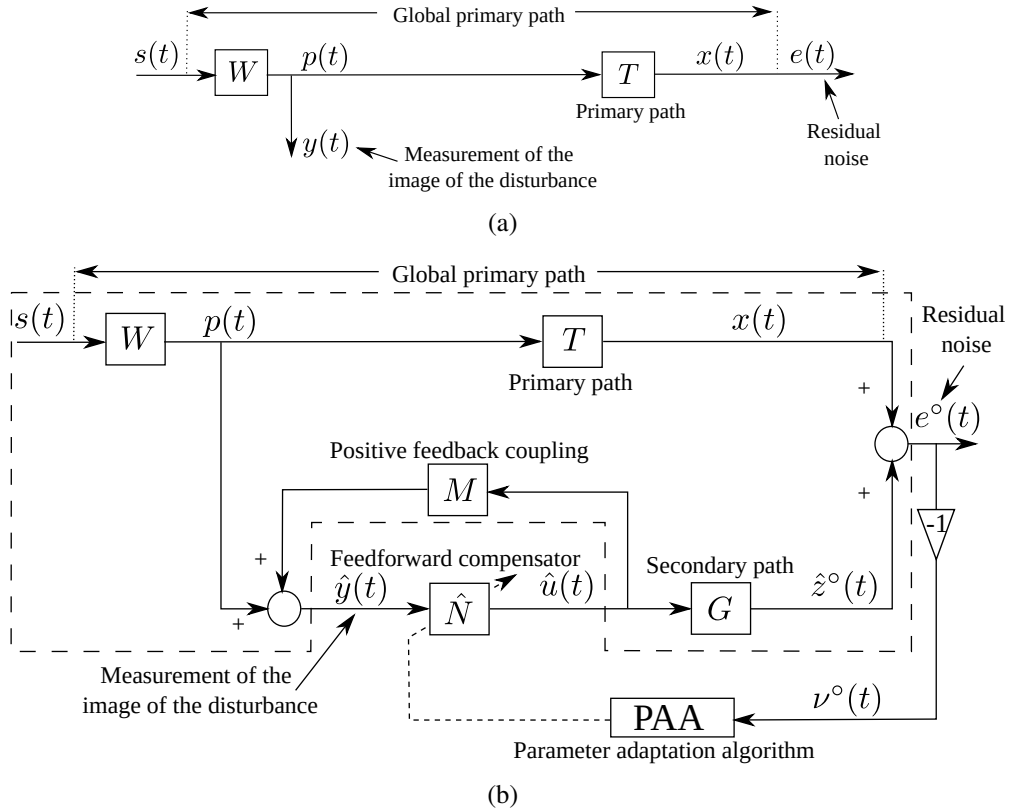 Global primary path
s(t)
W
p(t)
T
x(t)
e(t)
Primary path
Residual
noise
y(t)
Measurement of the
image of the disturbance
(a)
Global primary path
s(t)
W
p(t)
T
x(t)
Residual
noise
Primary path
+
e°(t)
Positive feedback coupling
M
+
-1
+
Feedforward compensator
Secondary path
ŷ(t)
N̂
û(t)
G
ẑ°(t)
+
Measurement of the
image of the disturbance
PAA
ν°(t)
Parameter adaptation algorithm
(b)